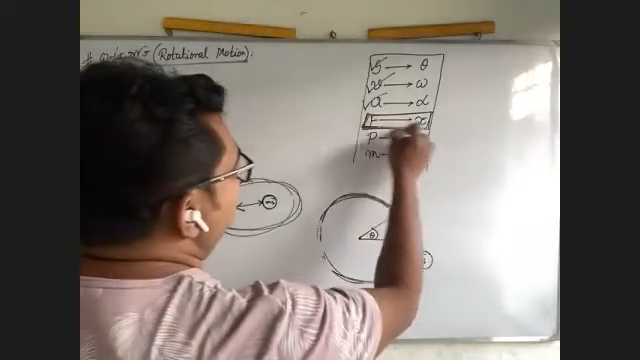 (Rotational Motion):
S → θ
v → ω
a → α
F → τ
P
m
m
θ